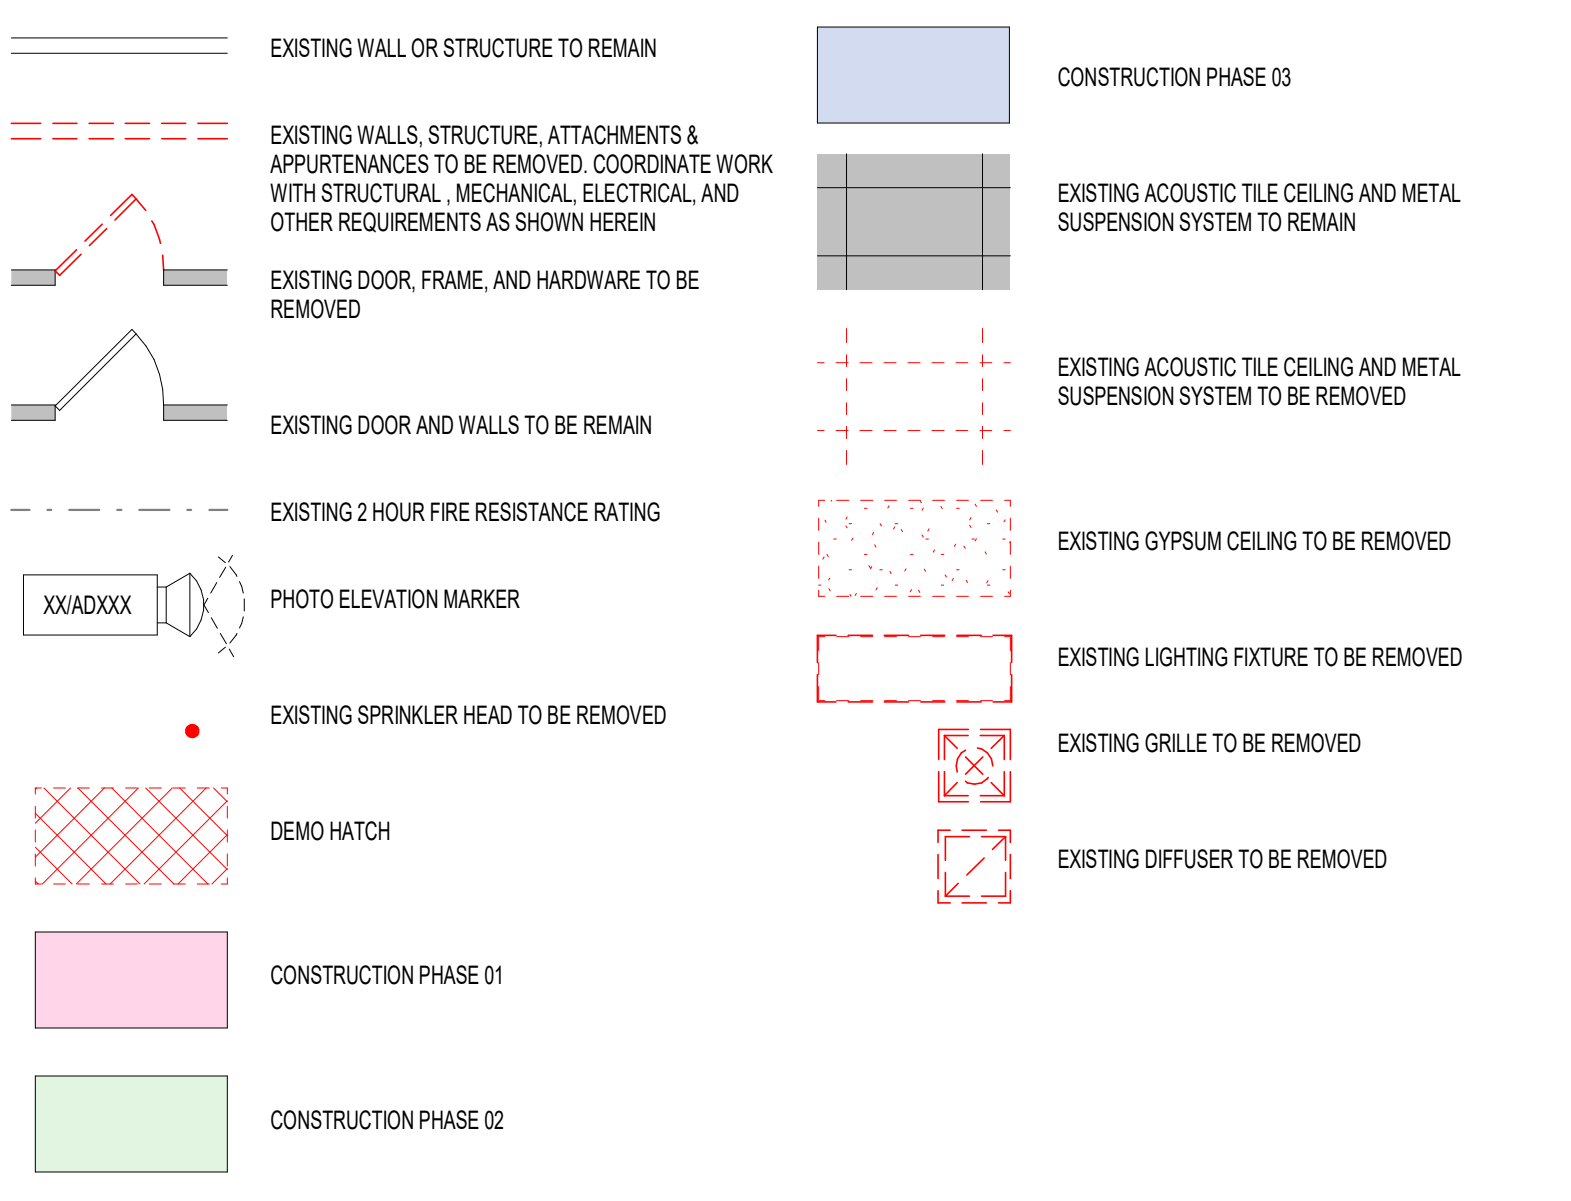 EXISTING WALL OR STRUCTURE TO REMAIN
EXISTING WALLS, STRUCTURE, ATTACHMENTS &
APPURTENANCES TO BE REMOVED. COORDINATE WORK
WITH STRUCTURAL , MECHANICAL, ELECTRICAL, AND
OTHER REQUIREMENTS AS SHOWN HEREIN
EXISTING DOOR, FRAME, AND HARDWARE TO BE
REMOVED
EXISTING DOOR AND WALLS TO BE REMAIN
EXISTING 2 HOUR FIRE RESISTANCE RATING
XX/ADXXX
PHOTO ELEVATION MARKER
EXISTING SPRINKLER HEAD TO BE REMOVED
DEMO HATCH
CONSTRUCTION PHASE 01
CONSTRUCTION PHASE 02
CONSTRUCTION PHASE 03
EXISTING ACOUSTIC TILE CEILING AND METAL
SUSPENSION SYSTEM TO REMAIN
EXISTING ACOUSTIC TILE CEILING AND METAL
SUSPENSION SYSTEM TO BE REMOVED
EXISTING GYPSUM CEILING TO BE REMOVED
EXISTING LIGHTING FIXTURE TO BE REMOVED
EXISTING GRILLE TO BE REMOVED
EXISTING DIFFUSER TO BE REMOVED